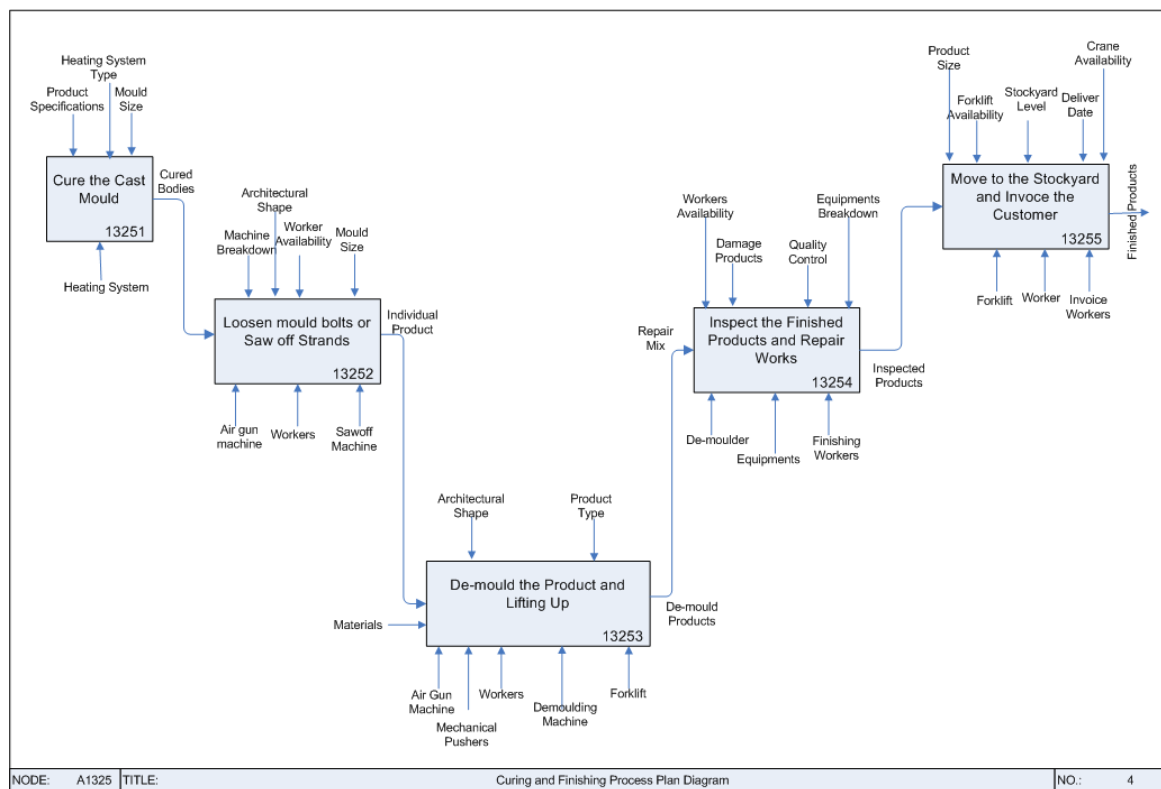 Heating System
Type
Product
Specifications
Mould
Size
Cure the Cast
Mould
13251
Cured
Bodies
Heating System
Architectural
Shape
Machine
Breakdown
Worker
Availability
Mould
Size
Loosen mould bolts or
Saw off Strands
13252
Individual
Product
Air gun
machine
Workers
Sawoff
Machine
Architectural
Shape
Product
Type
De-mould the Product and
Lifting Up
13253
Materials
De-mould
Products
Air Gun
Machine
Mechanical
Pushers
Workers
Demoulding
Machine
Forklift
Repair
Mix
Workers
Availability
Damage
Products
Quality
Control
Equipments
Breakdown
Inspect the Finished
Products and Repair
Works
13254
Inspected
Products
De-moulder
Equipments
Finishing
Workers
Product
Size
Forklift
Availability
Stockyard
Level
Deliver
Date
Crane
Availability
Move to the Stockyard
and Invoce the
Customer
13255
Finished Products
Forklift
Worker
Invoice
Workers
NODE: A1325 TITLE: Curing and Finishing Process Plan Diagram NO.: 4